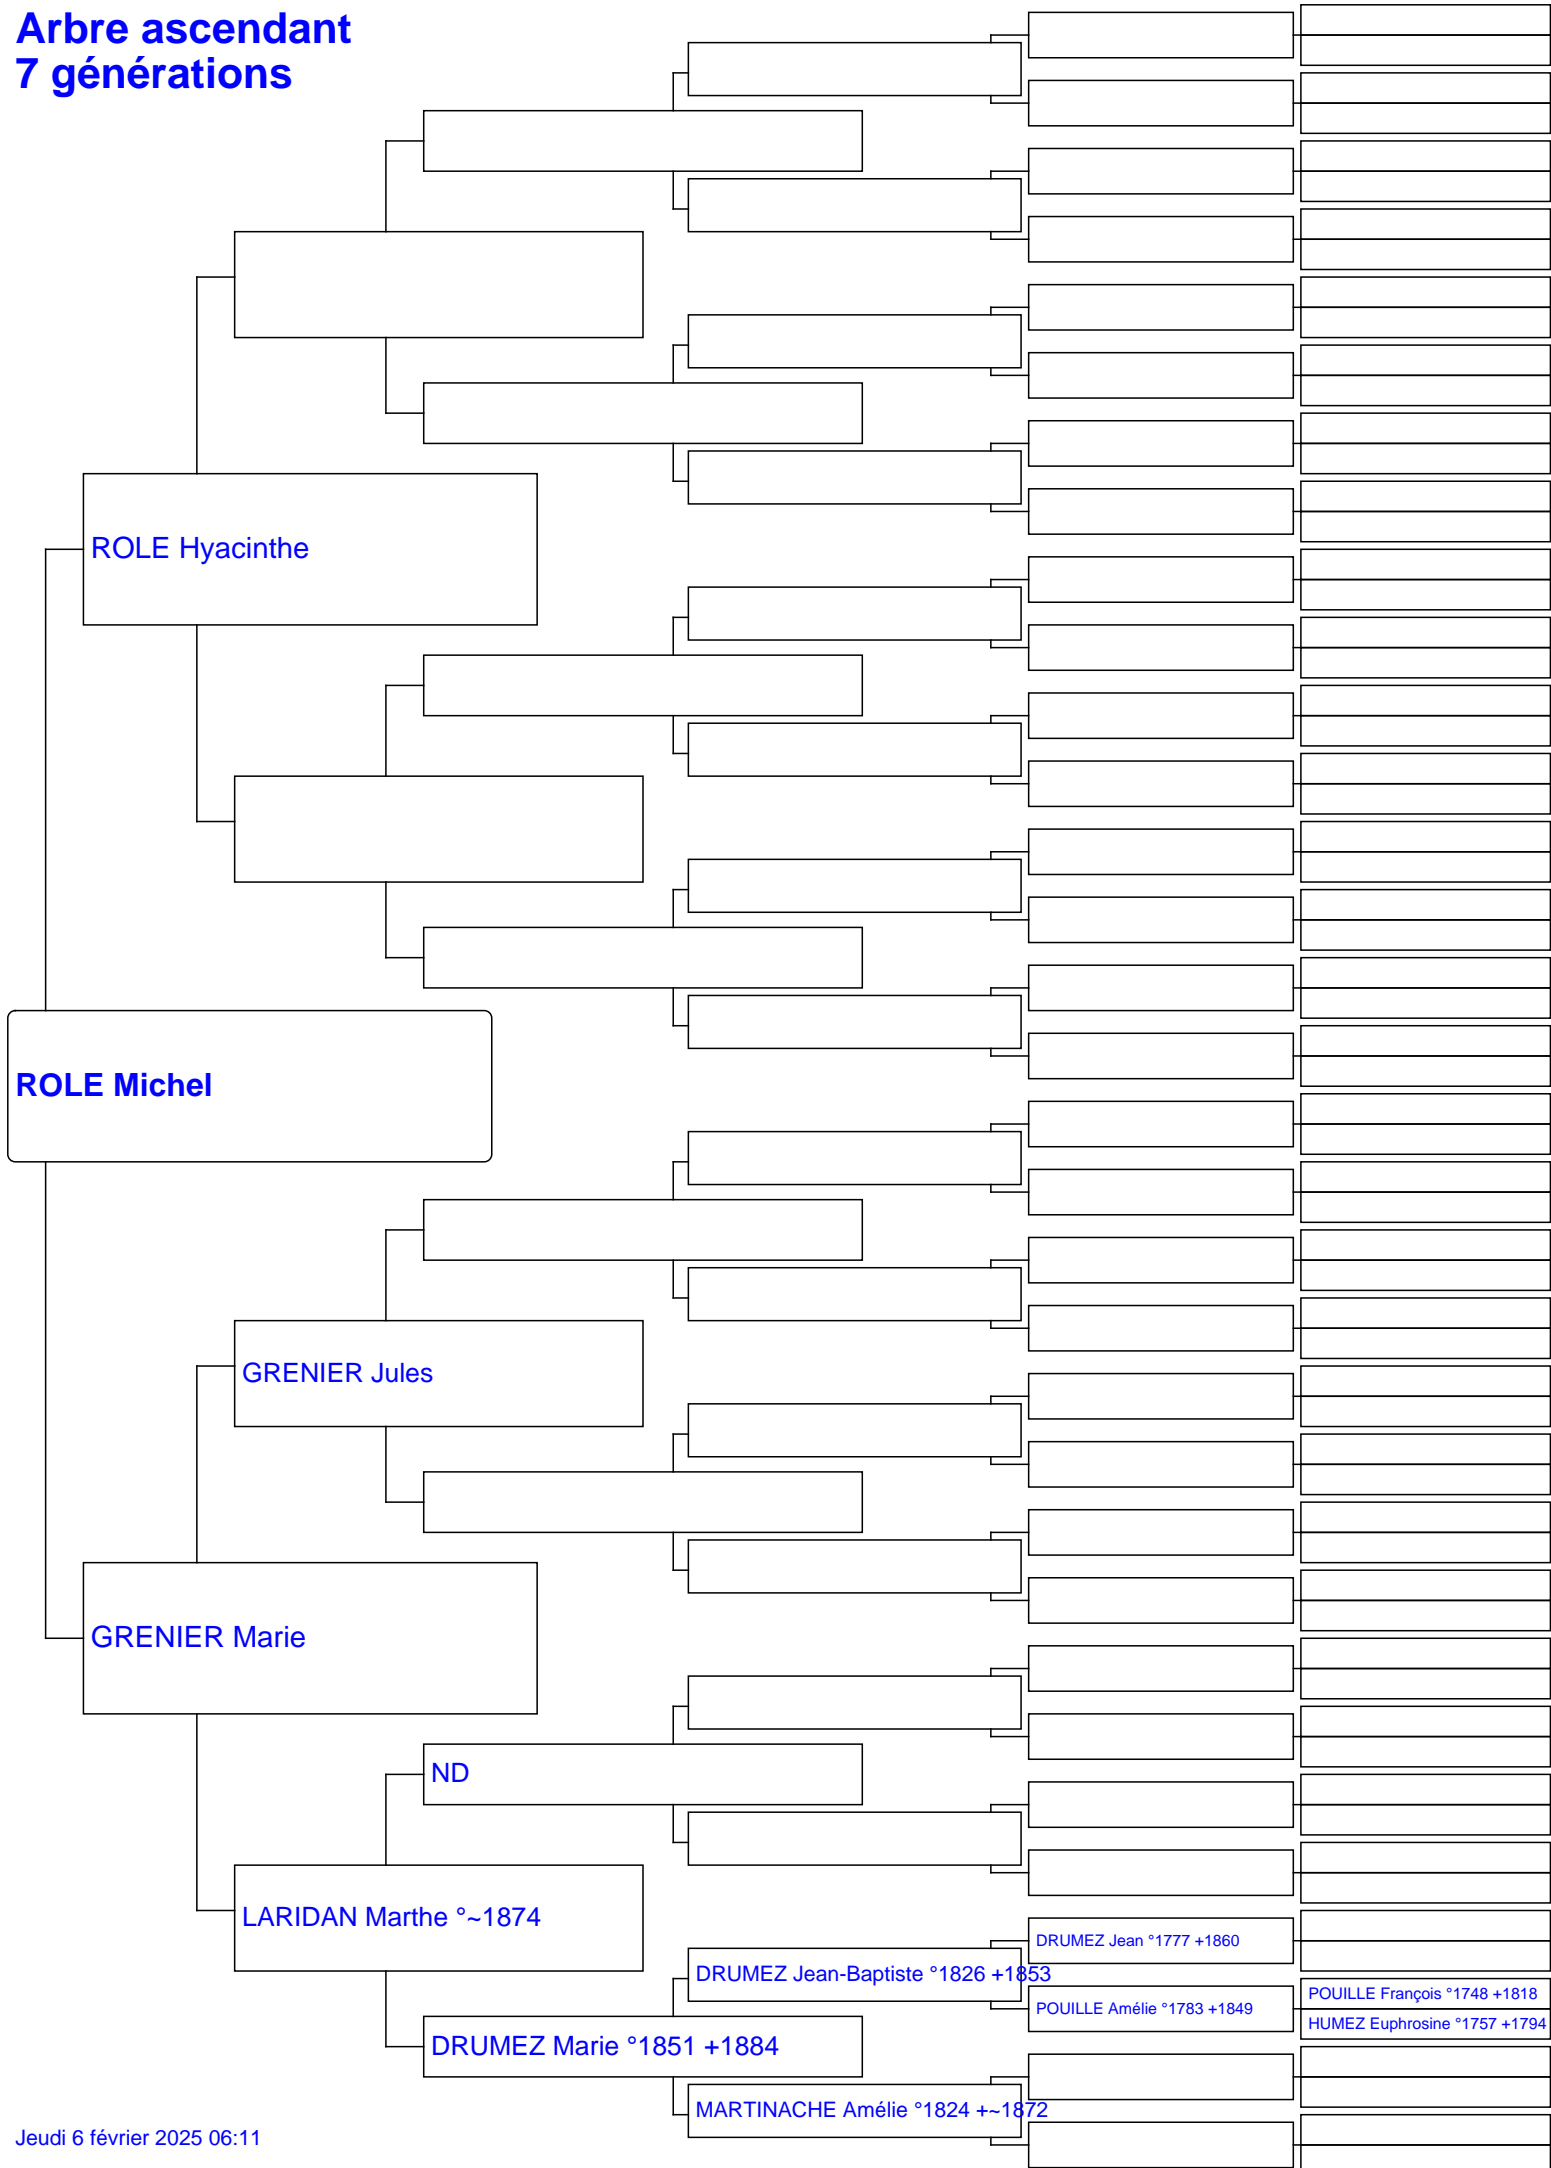 Arbre ascendant
7 générations
ROLE Hyacinthe
ROLE Michel
GRENIER Jules
GRENIER Marie
ND
LARIDAN Marthe °~1874
DRUMEZ Jean °1777 +1860
DRUMEZ Jean-Baptiste °1826 +1853
POUILLE François °1748 +1818
POUILLE Amélie °1783 +1849
HUMEZ Euphrosine °1757 +1794
DRUMEZ Marie °1851 +1884
MARTINACHE Amélie °1824 +~1872
Jeudi 6 février 2025 06:11